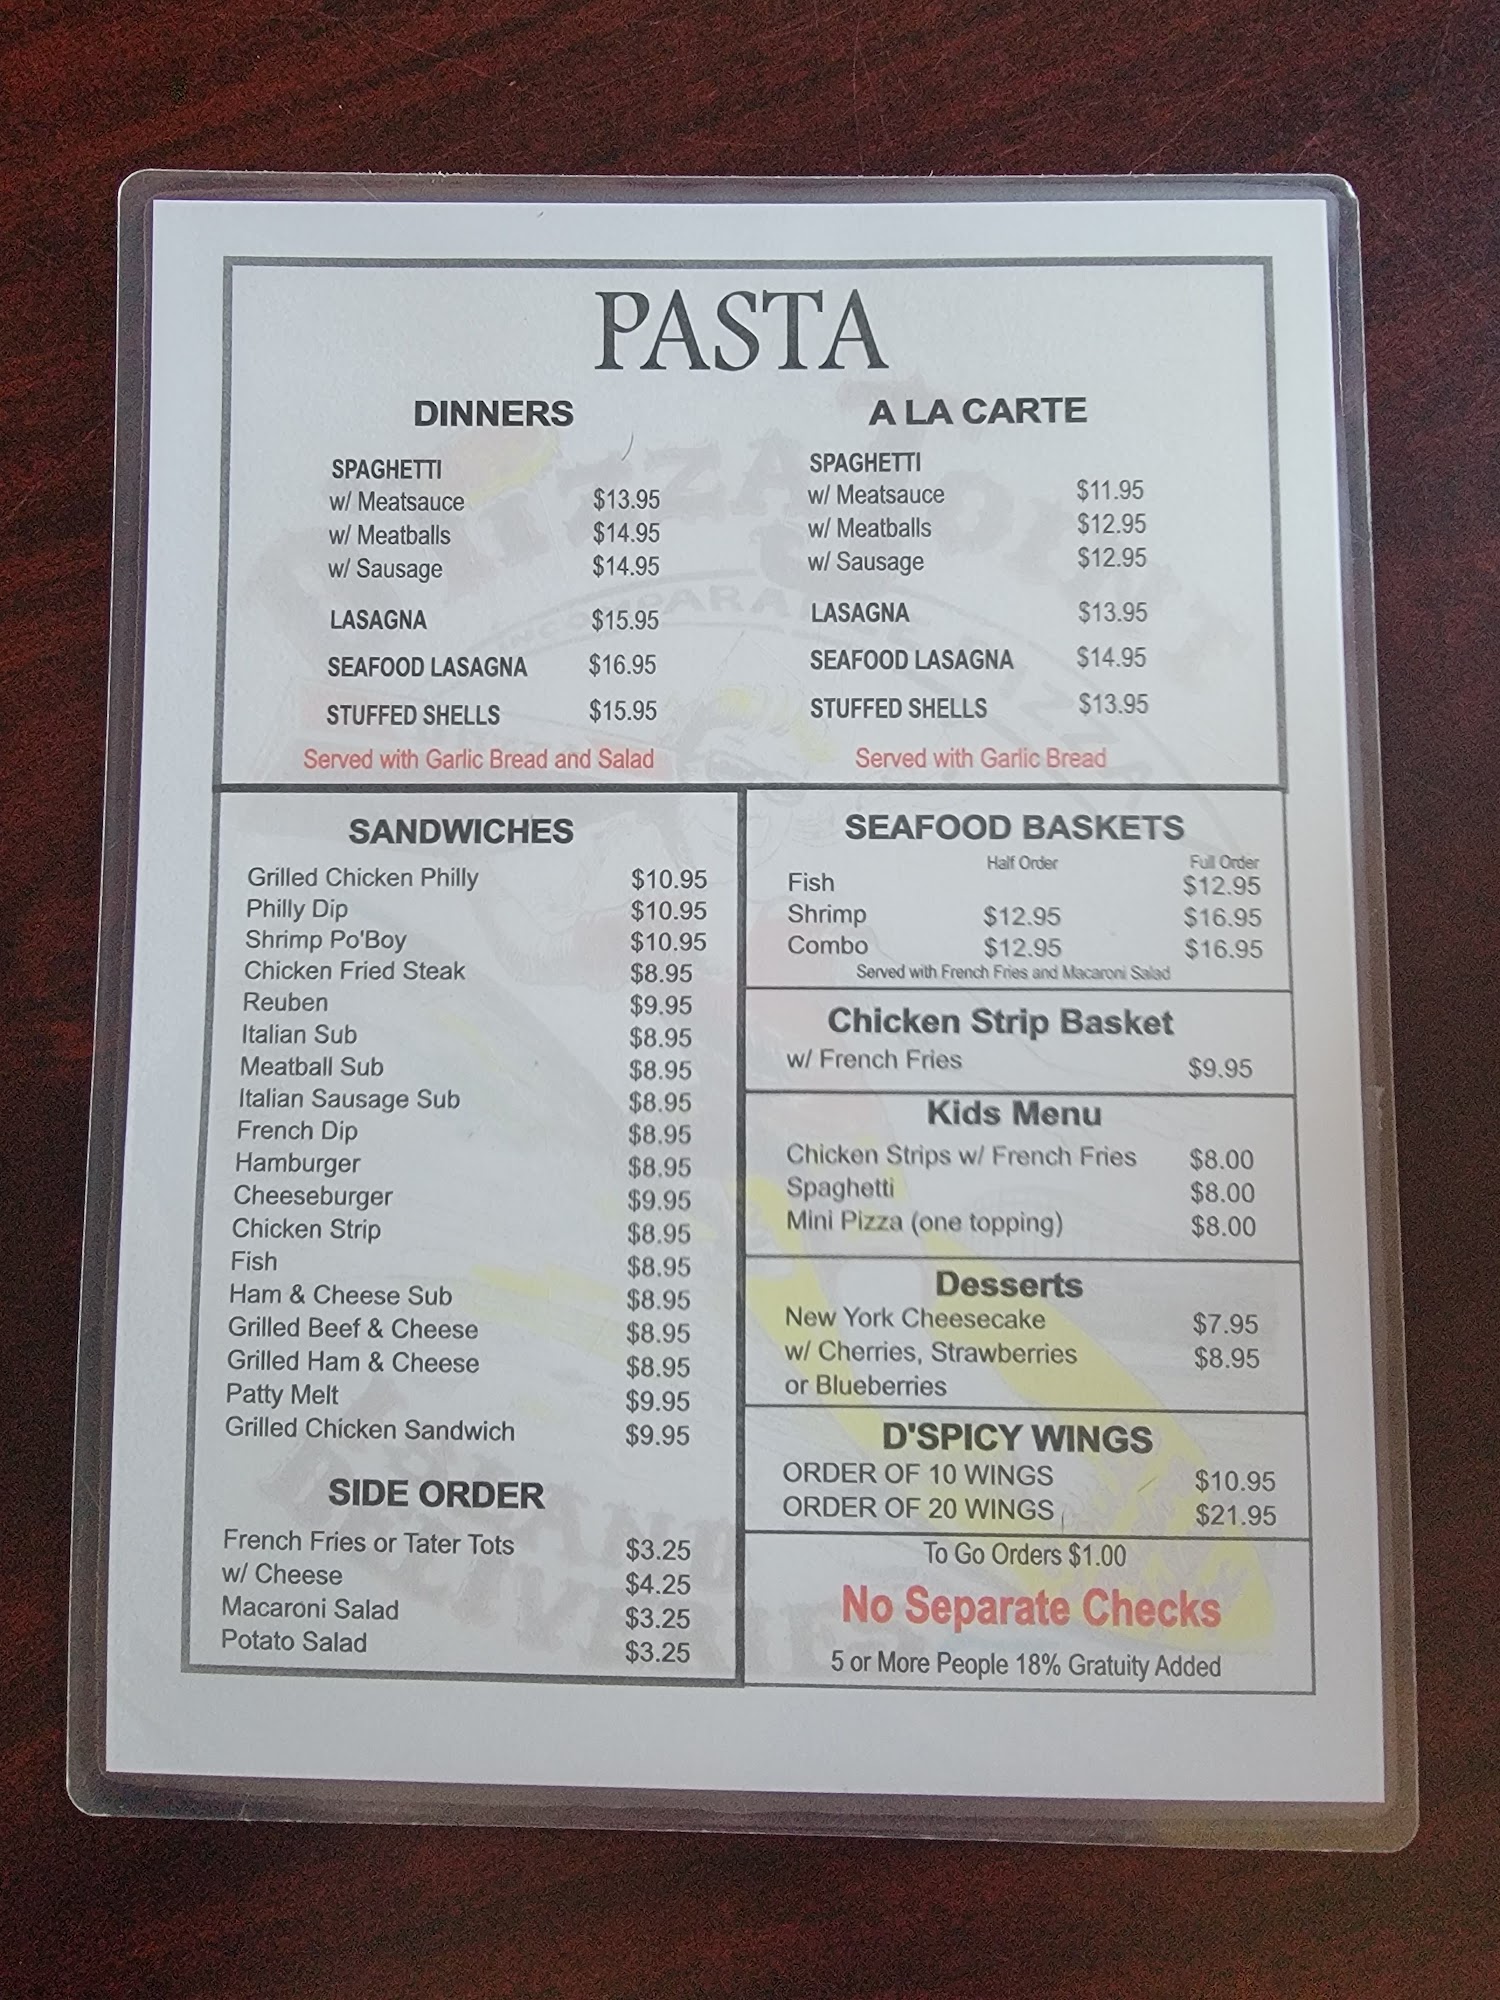 PASTA
DINNERS
SPAGHETTI
w/ Meatsauce $13.95
w/ Meatballs $14.95
w/ Sausage $14.95
LASAGNA $15.95
SEAFOOD LASAGNA $16.95
STUFFED SHELLS $15.95
Served with Garlic Bread and Salad
A LA CARTE
SPAGHETTI
w/ Meatsauce $11.95
w/ Meatballs $12.95
w/ Sausage $12.95
LASAGNA $13.95
SEAFOOD LASAGNA $14.95
STUFFED SHELLS $13.95
Served with Garlic Bread
SANDWICHES
Grilled Chicken Philly $10.95
Philly Dip $10.95
Shrimp Po'Boy $10.95
Chicken Fried Steak $8.95
Reuben $9.95
Italian Sub $8.95
Meatball Sub $8.95
Italian Sausage Sub $8.95
French Dip $8.95
Hamburger $8.95
Cheeseburger $9.95
Chicken Strip $8.95
Fish $8.95
Ham & Cheese Sub $8.95
Grilled Beef & Cheese $8.95
Grilled Ham & Cheese $8.95
Patty Melt $9.95
Grilled Chicken Sandwich $9.95
SIDE ORDER
French Fries or Tater Tots $3.25
w/ Cheese $4.25
Macaroni Salad $3.25
Potato Salad $3.25
SEAFOOD BASKETS
Half Order Full Order
Fish $12.95
Shrimp $12.95 $16.95
Combo $12.95 $16.95
Served with French Fries and Macaroni Salad
Chicken Strip Basket
w/ French Fries $9.95
Kids Menu
Chicken Strips w/ French Fries $8.00
Spaghetti $8.00
Mini Pizza (one topping) $8.00
Desserts
New York Cheesecake $7.95
w/ Cherries, Strawberries $8.95
or Blueberries
D'SPICY WINGS
ORDER OF 10 WINGS $10.95
ORDER OF 20 WINGS $21.95
To Go Orders $1.00
No Separate Checks
5 or More People 18% Gratuity Added